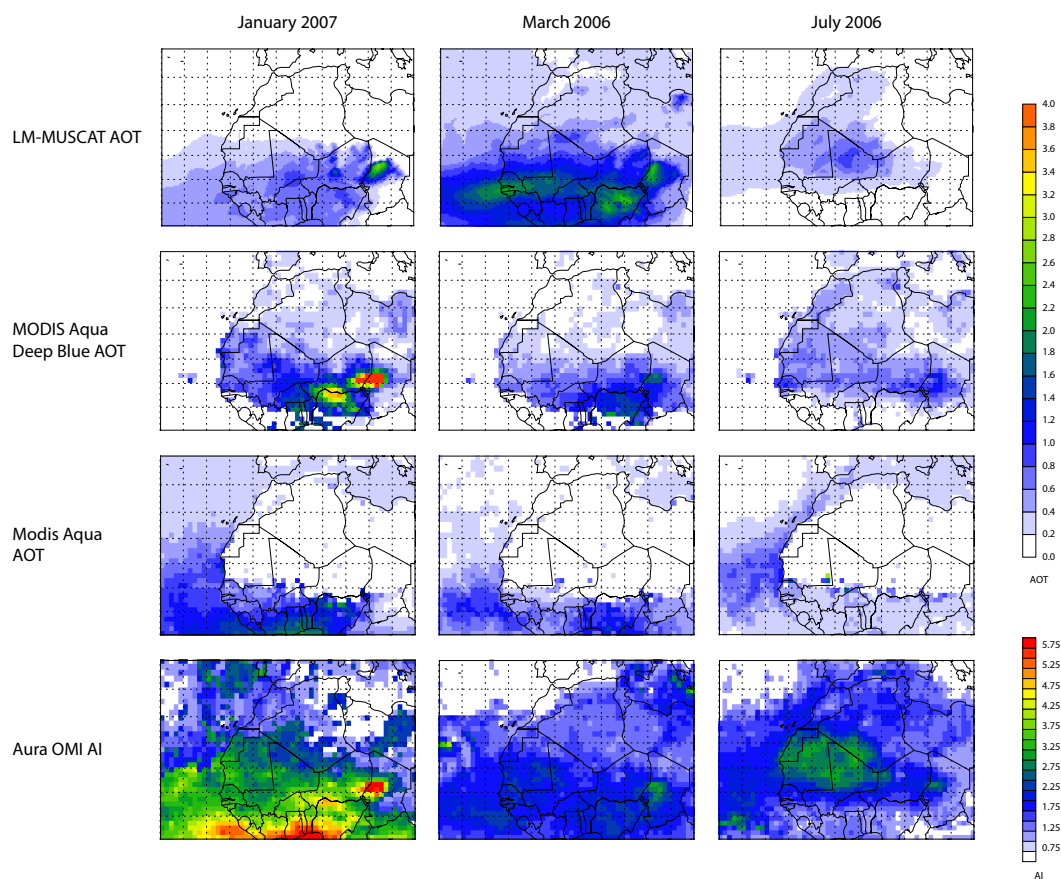 January 2007
March 2006
July 2006
LM-MUSCAT AOT
MODIS Aqua
Deep Blue AOT
Modis Aqua
AOT
Aura OMI AI
4.0
3.8
3.6
3.4
3.2
3.0
2.8
2.6
2.4
2.2
2.0
1.8
1.6
1.4
1.2
1.0
0.8
0.6
0.4
0.2
0.0
AOT
5.75
5.25
4.75
4.25
3.75
3.25
2.75
2.25
1.75
1.25
0.75
AI